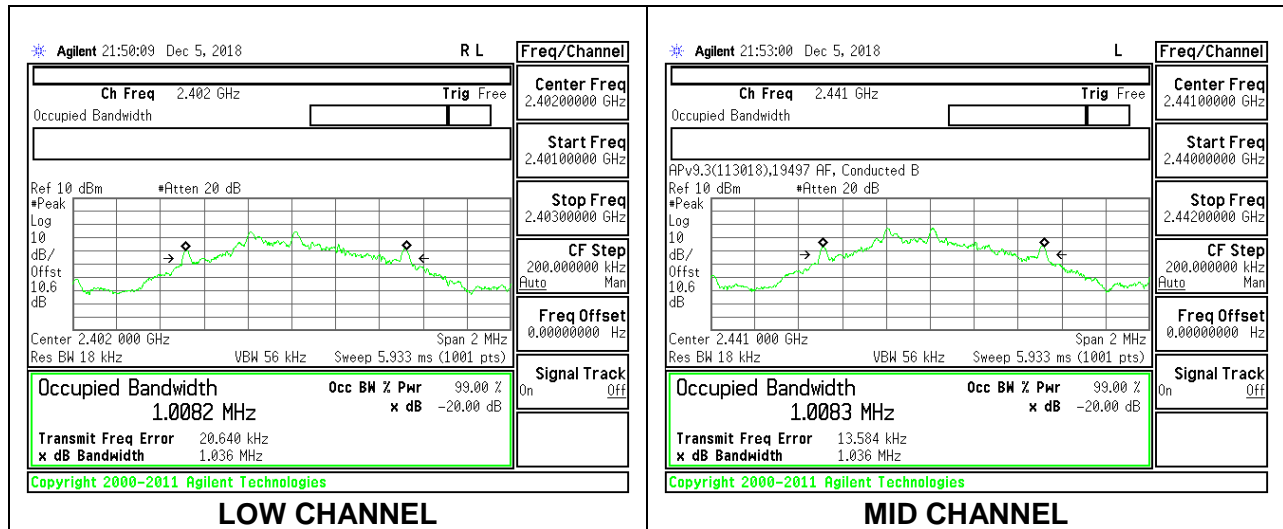 Agilent 21:50:09 Dec 5, 2018 R L Freq/Channel
Ch Freq 2.402 GHz Trig Free
Occupied Bandwidth
Center Freq
2.40200000 GHz
Start Freq
2.40100000 GHz
Stop Freq
2.40300000 GHz
CF Step
200.000000 kHz
Auto Man
Freq Offset
0.00000000 Hz
Signal Track
On Off
Ref 10 dBm #Atten 20 dB
#Peak
Log
10
dB/
Offst
10.6
dB
Center 2.402 000 GHz Span 2 MHz
Res BW 18 kHz VBW 56 kHz Sweep 5.933 ms (1001 pts)
Occupied Bandwidth Occ BW % Pwr 99.00 %
1.0082 MHz x dB -20.00 dB
Transmit Freq Error 20.640 kHz
x dB Bandwidth 1.036 MHz
Copyright 2000-2011 Agilent Technologies
LOW CHANNEL
Agilent 21:53:00 Dec 5, 2018 L Freq/Channel
Ch Freq 2.441 GHz Trig Free
Occupied Bandwidth
Center Freq
2.44100000 GHz
Start Freq
2.44000000 GHz
Stop Freq
2.44200000 GHz
CF Step
200.000000 kHz
Auto Man
Freq Offset
0.00000000 Hz
Signal Track
On Off
APv9.3(113018),19497 AF, Conducted B
Ref 10 dBm #Atten 20 dB
#Peak
Log
10
dB/
Offst
10.6
dB
Center 2.441 000 GHz Span 2 MHz
Res BW 18 kHz VBW 56 kHz Sweep 5.933 ms (1001 pts)
Occupied Bandwidth Occ BW % Pwr 99.00 %
1.0083 MHz x dB -20.00 dB
Transmit Freq Error 13.584 kHz
x dB Bandwidth 1.036 MHz
Copyright 2000-2011 Agilent Technologies
MID CHANNEL